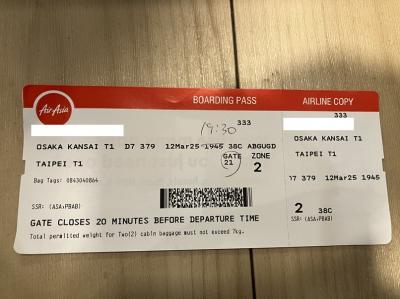 AirAsia
BOARDING PASS
AIRLINE COPY
19:30
333
333
OSAKA KANSAI T1 D7 379 12Mar25 1945 38C ABGUGD
TAIPEI T1
GATE ZONE
21 2
Bag Tags: 0843040864
SSR: (ASA,PBAB)
GATE CLOSES 20 MINUTES BEFORE DEPARTURE TIME
Total permitted weight for Two(2) cabin baggage must not exceed 7kg.
OSAKA KANSAI T1
TAIPEI T1
D7 379 12Mar25 1945
2 38C
SSR: (ASA,PBAB)